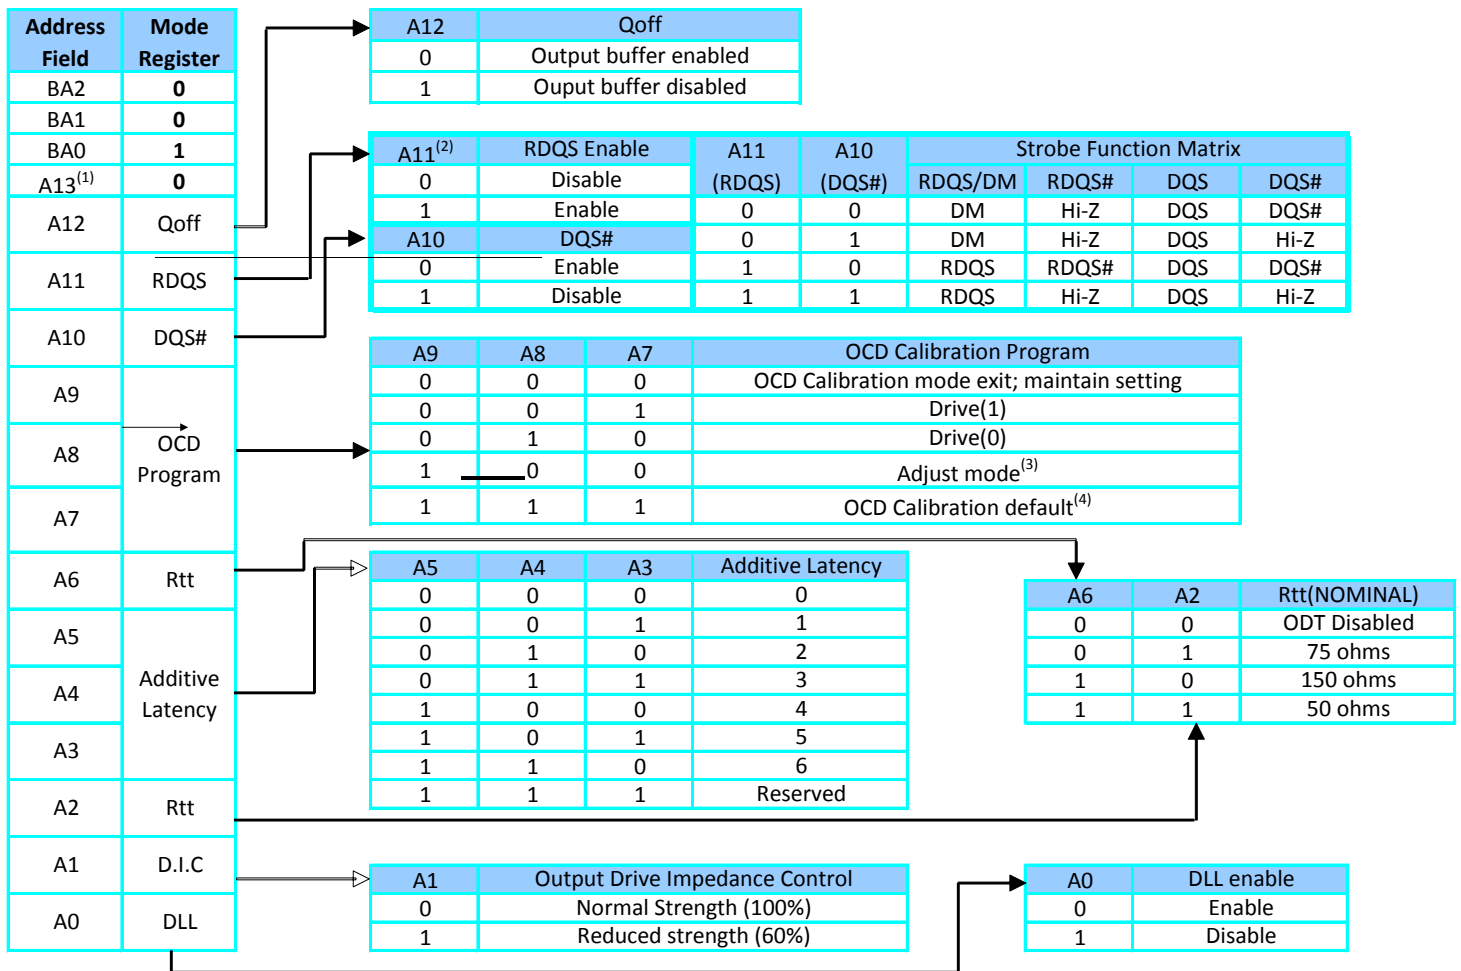 Address Field Mode Register
BA2 0
BA1 0
BA0 1
A13(1) 0
A12 Qoff
A11 RDQS
A10 DQS#
A9
A8
A7
OCD Program
A6 Rtt
A5
A4
A3
Additive Latency
A2 Rtt
A1 D.I.C
A0 DLL
A12 Qoff
0 Output buffer enabled
1 Ouput buffer disabled
A11(2) RDQS Enable
0 Disable
1 Enable
A10 DQS#
0 Enable
1 Disable
A11 (RDQS) A10 (DQS#) Strobe Function Matrix
RDQS/DM RDQS# DQS DQS#
0 0 DM Hi-Z DQS DQS#
0 1 DM Hi-Z DQS Hi-Z
1 0 RDQS RDQS# DQS DQS#
1 1 RDQS Hi-Z DQS Hi-Z
A9 A8 A7 OCD Calibration Program
0 0 0 OCD Calibration mode exit; maintain setting
0 0 1 Drive(1)
0 1 0 Drive(0)
1 0 0 Adjust mode(3)
1 1 1 OCD Calibration default(4)
A5 A4 A3 Additive Latency
0 0 0 0
0 0 1 1
0 1 0 2
0 1 1 3
1 0 0 4
1 0 1 5
1 1 0 6
1 1 1 Reserved
A6 A2 Rtt(NOMINAL)
0 0 ODT Disabled
0 1 75 ohms
1 0 150 ohms
1 1 50 ohms
A1 Output Drive Impedance Control
0 Normal Strength (100%)
1 Reduced strength (60%)
A0 DLL enable
0 Enable
1 Disable